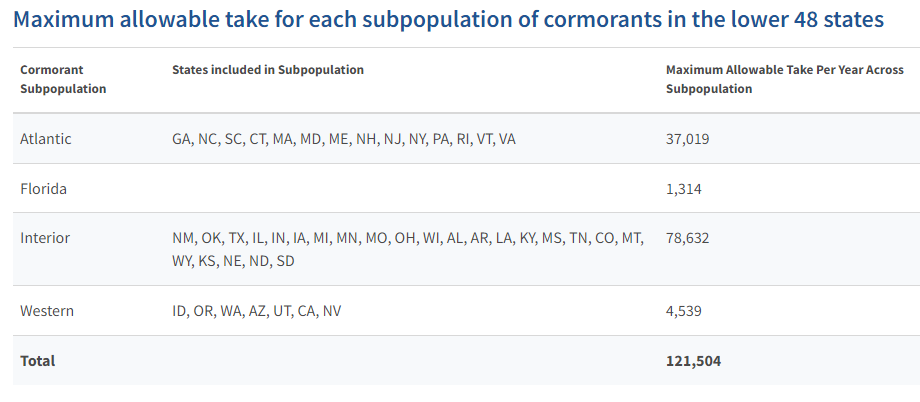 Maximum allowable take for each subpopulation of cormorants in the lower 48 states
Cormorant Subpopulation States included in Subpopulation Maximum Allowable Take Per Year Across Subpopulation
Atlantic GA, NC, SC, CT, MA, MD, ME, NH, NJ, NY, PA, RI, VT, VA 37,019
Florida 1,314
Interior NM, OK, TX, IL, IN, IA, MI, MN, MO, OH, WI, AL, AR, LA, KY, MS, TN, CO, MT, 78,632
WY, KS, NE, ND, SD
Western ID, OR, WA, AZ, UT, CA, NV 4,539
Total 121,504